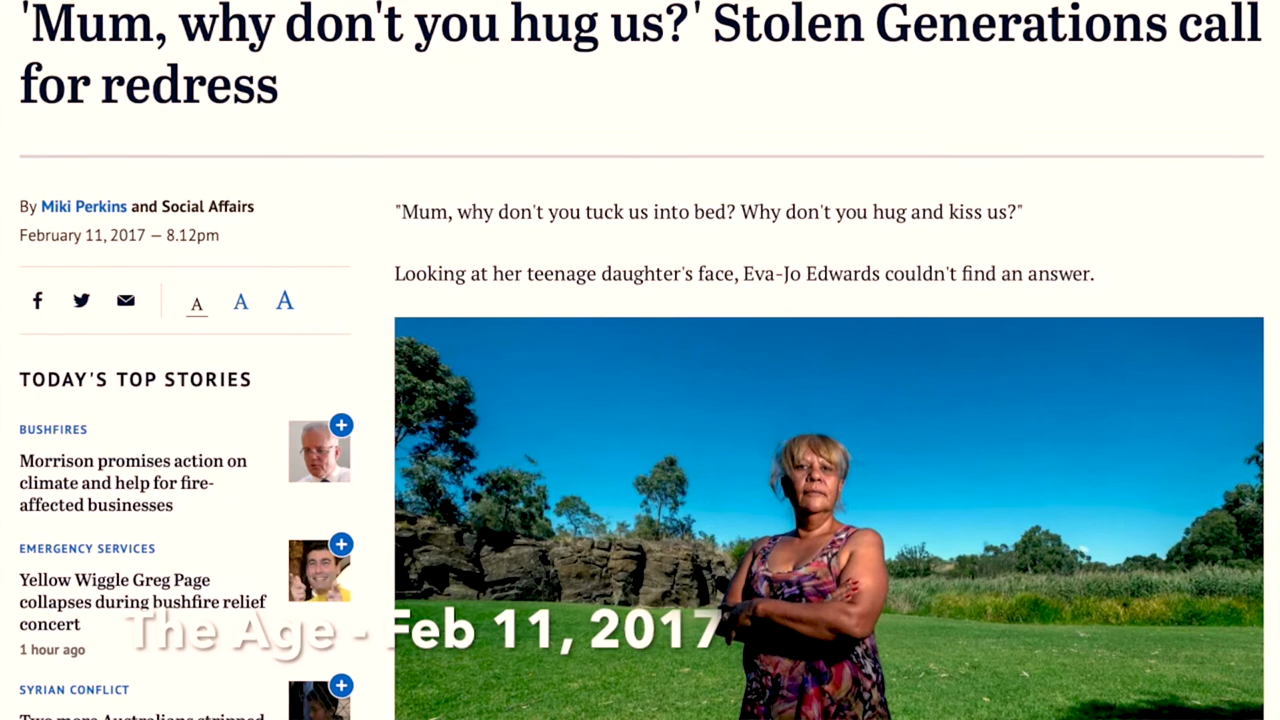 'Mum, why don't you hug us?' Stolen Generations call
for redress
By Miki Perkins and Social Affairs
February 11, 2017 — 8.12pm
A A A
TODAY'S TOP STORIES
BUSHFIRES
Morrison promises action on
climate and help for fire-
affected businesses
EMERGENCY SERVICES
Yellow Wiggle Greg Page
collapses during bushfire relief
concert
1 hour ago
SYRIAN CONFLICT
Two more Australians stripped
"Mum, why don't you tuck us into bed? Why don't you hug and kiss us?"
Looking at her teenage daughter's face, Eva-Jo Edwards couldn't find an answer.
The Age - Feb 11, 2017